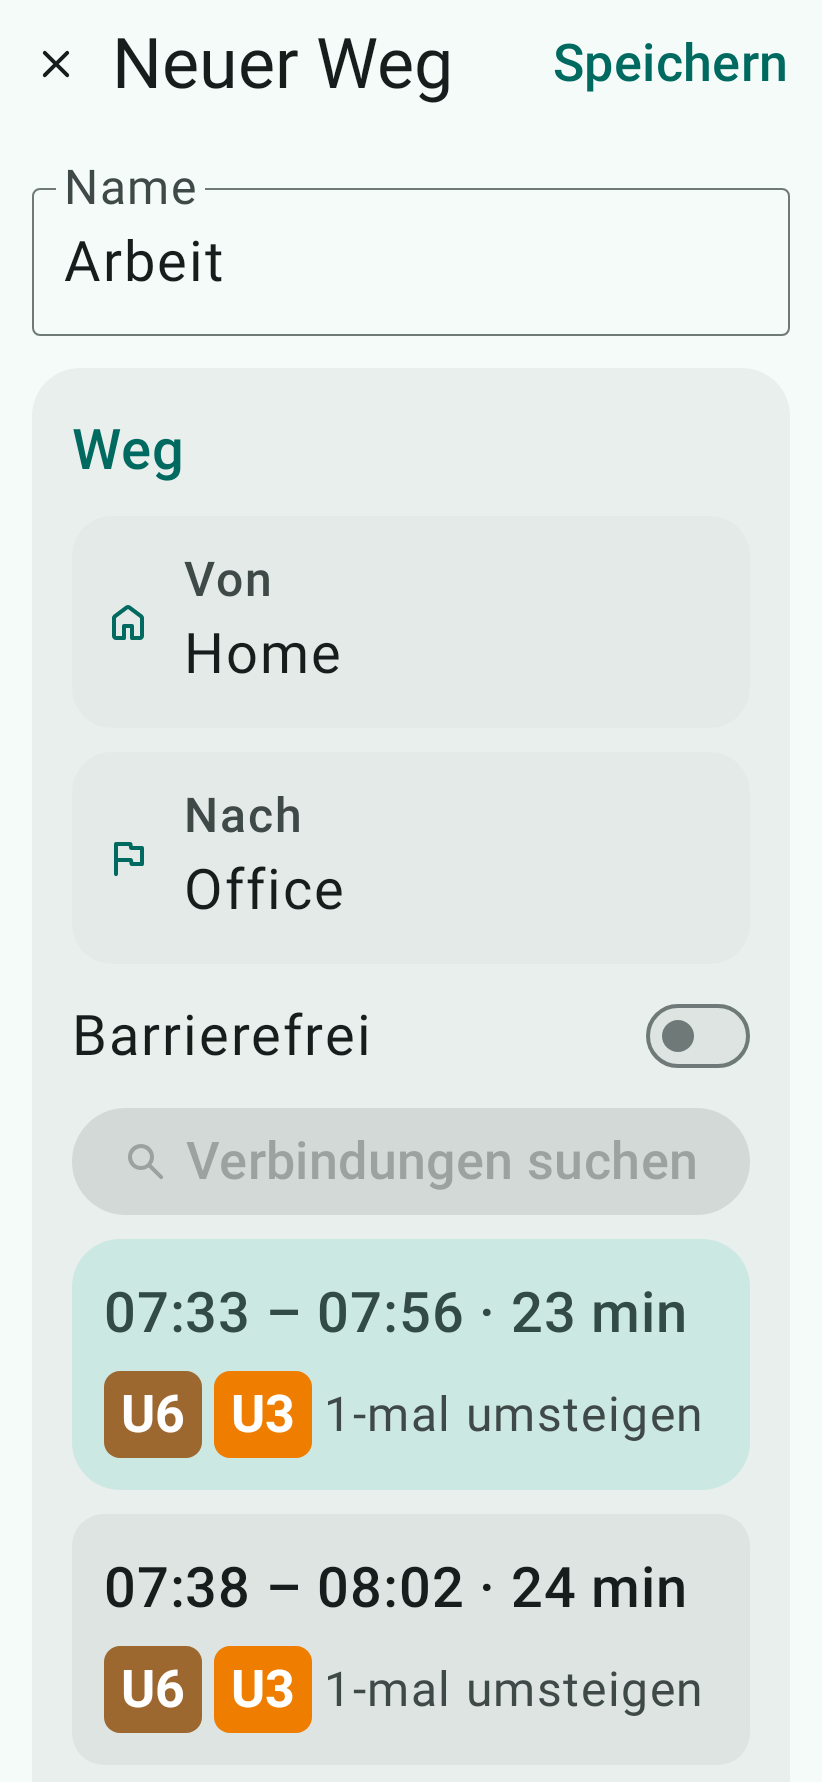 Neuer Weg
Speichern
Name
Arbeit
Weg
Von
Home
Nach
Office
Barrierefrei
Verbindungen suchen
07:33 – 07:56 · 23 min
U6 U3 1-mal umsteigen
07:38 – 08:02 · 24 min
U6 U3 1-mal umsteigen